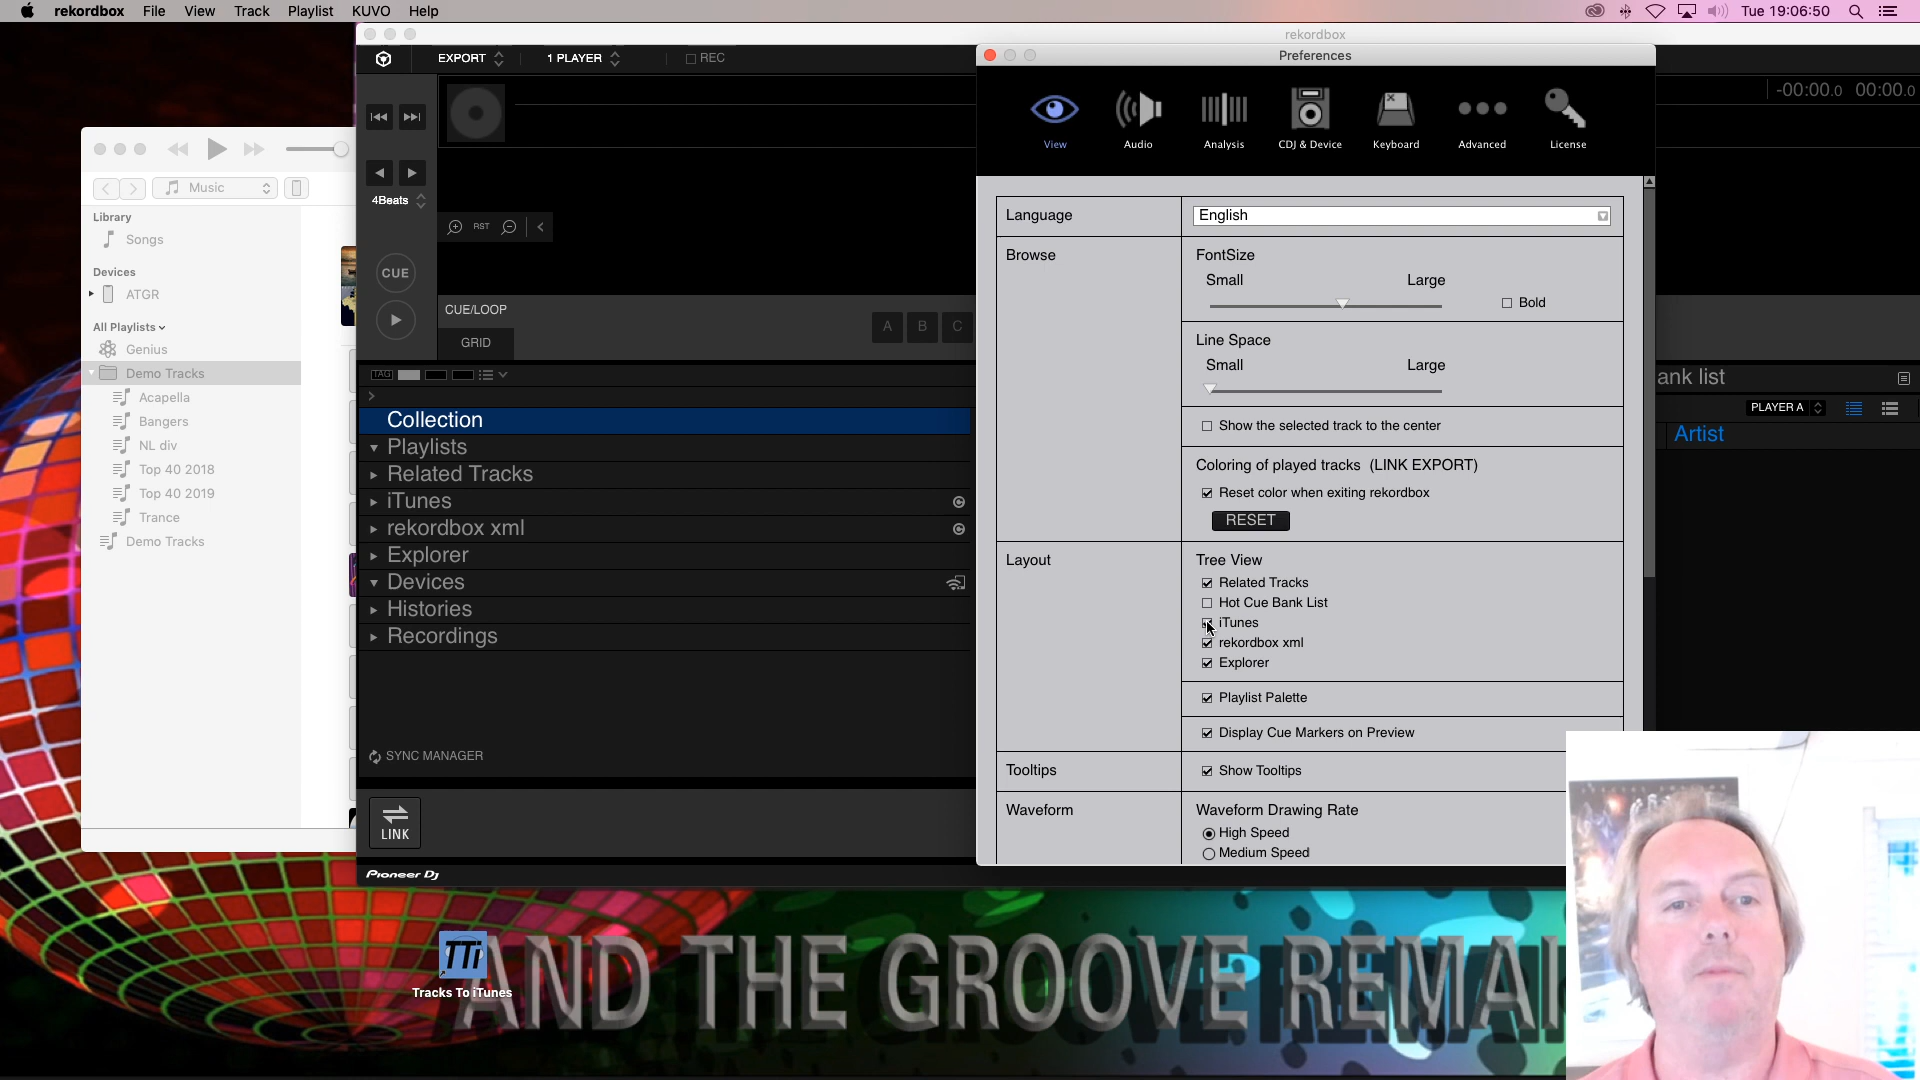 rekordbox File View Track Playlist KUVO Help
Tue 19:06:50
rekordbox
EXPORT
1 PLAYER
REC
-00:00.0 00:00.0
4Beats
RST
CUE
CUE/LOOP
GRID
A B C
TAG
Collection
Playlists
Related Tracks
iTunes
rekordbox xml
Explorer
Devices
Histories
Recordings
SYNC MANAGER
LINK
Pioneer Dj
ank list
PLAYER A
Artist
Music
Library
Songs
Devices
ATGR
All Playlists
Genius
Demo Tracks
Acapella
Bangers
NL div
Top 40 2018
Top 40 2019
Trance
Demo Tracks
Preferences
View Audio Analysis CDJ & Device Keyboard Advanced License
Language
English
Browse
FontSize
Small Large
Bold
Line Space
Small Large
Show the selected track to the center
Coloring of played tracks (LINK EXPORT)
Reset color when exiting rekordbox
RESET
Layout
Tree View
Related Tracks
Hot Cue Bank List
iTunes
rekordbox xml
Explorer
Playlist Palette
Display Cue Markers on Preview
Tooltips
Show Tooltips
Waveform
Waveform Drawing Rate
High Speed
Medium Speed
TTi
Tracks To iTunes
AND THE GROOVE REMAI